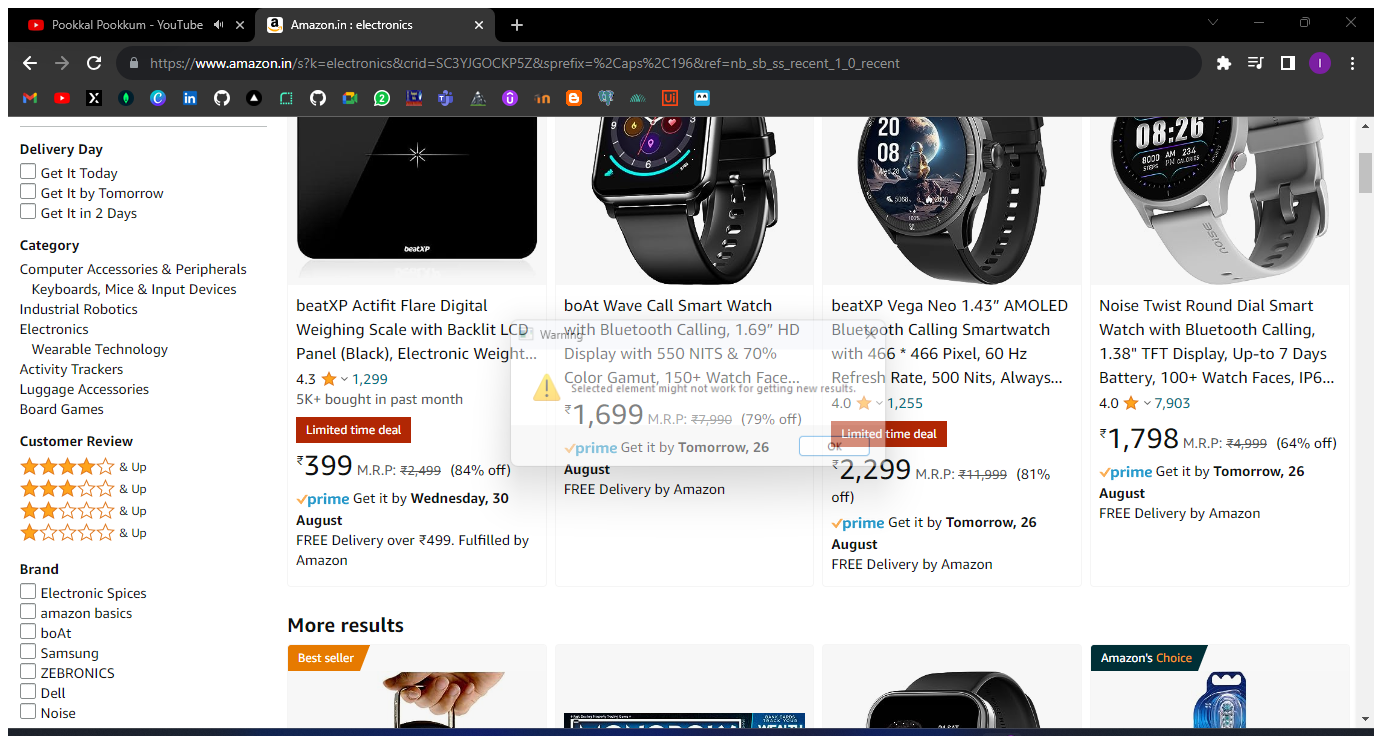 Pookkal Pookkum - YouTube
Amazon.in : electronics
https://www.amazon.in/s?k=electronics&crid=SC3YJGOCKP5Z&sprefix=%2Caps%2C196&ref=nb_sb_ss_recent_1_0_recent
Delivery Day
Get It Today
Get It by Tomorrow
Get It in 2 Days
Category
Computer Accessories & Peripherals
Keyboards, Mice & Input Devices
Industrial Robotics
Electronics
Wearable Technology
Activity Trackers
Luggage Accessories
Board Games
Customer Review
& Up
& Up
& Up
& Up
Brand
Electronic Spices
amazon basics
boAt
Samsung
ZEBRONICS
Dell
Noise
beatXP
beatXP Actifit Flare Digital
Weighing Scale with Backlit LCD
Panel (Black), Electronic Weight...
4.3 1,299
5K+ bought in past month
Limited time deal
₹399 M.R.P: ₹2,499 (84% off)
prime Get it by Wednesday, 30
August
FREE Delivery over ₹499. Fulfilled by
Amazon
boAt Wave Call Smart Watch
with Bluetooth Calling, 1.69” HD
Display with 550 NITS & 70%
Color Gamut, 150+ Watch Face...
₹1,699 M.R.P: ₹7,990 (79% off)
prime Get it by Tomorrow, 26
August
FREE Delivery by Amazon
Warning
Selected element might not work for getting new results.
OK
20
08
beatXP Vega Neo 1.43” AMOLED
Bluetooth Calling Smartwatch
with 466 * 466 Pixel, 60 Hz
Refresh Rate, 500 Nits, Always...
4.0 1,255
Limited time deal
₹2,299 M.R.P: ₹11,999 (81%
off)
prime Get it by Tomorrow, 26
August
FREE Delivery by Amazon
08:26
8000 AM 234
STEPS PM CALORIES
NOISE
Noise Twist Round Dial Smart
Watch with Bluetooth Calling,
1.38" TFT Display, Up-to 7 Days
Battery, 100+ Watch Faces, IP6...
4.0 7,903
₹1,798 M.R.P: ₹4,999 (64% off)
prime Get it by Tomorrow, 26
August
FREE Delivery by Amazon
More results
Best seller
Amazon's Choice